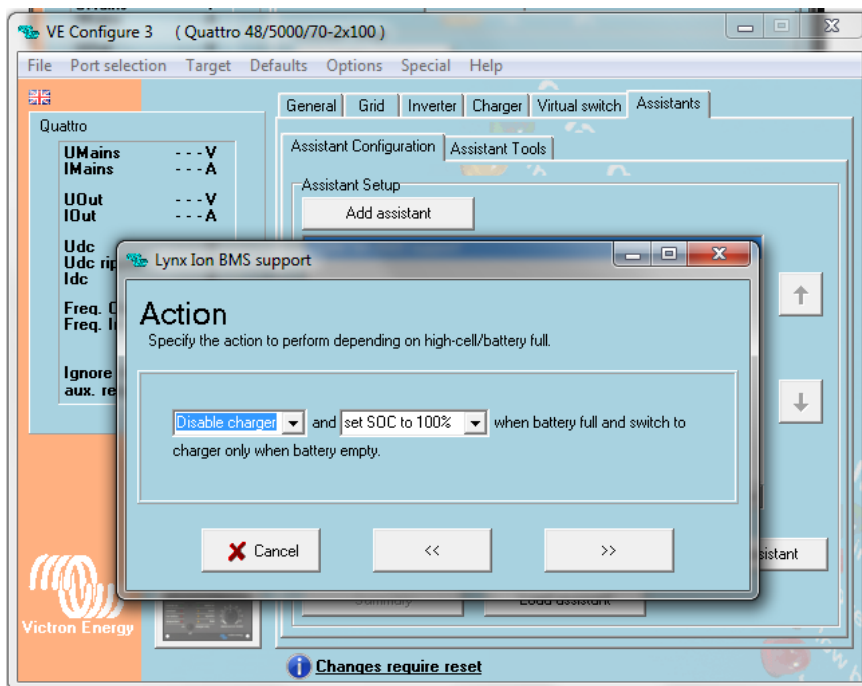 VE Configure 3 ( Quattro 48/5000/70-2x100 )
File Port selection Target Defaults Options Special Help
General Grid Inverter Charger Virtual switch Assistants
Quattro
UMains - - - V
IMains - - - A
UOut - - - V
IOut - - - A
Udc
Udc rip
Idc
Freq.
Freq.
Ignore
aux. re
Assistant Configuration Assistant Tools
Assistant Setup
Add assistant
Lynx Ion BMS support
Action
Specify the action to perform depending on high-cell/battery full.
Disable charger and set SOC to 100% when battery full and switch to
charger only when battery empty.
Cancel << >>
sistant
Summary Load assistant
Victron Energy
Changes require reset